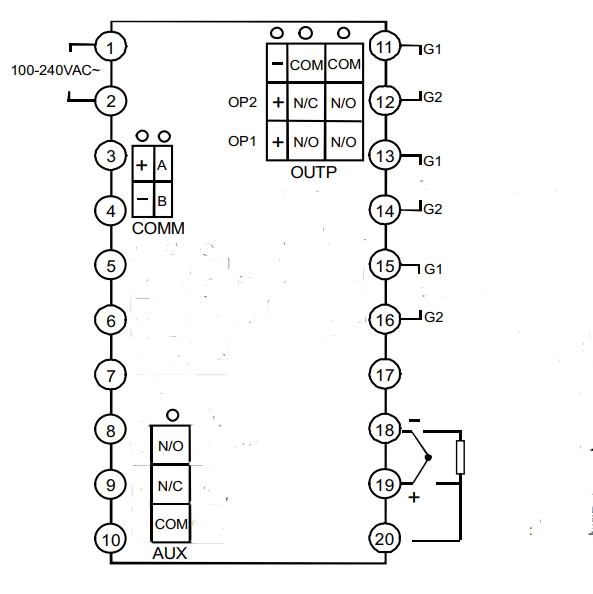 1
100-240VAC~
2
3
4
5
6
7
8
9
10
+ A
− B
COMM
− COM COM
OP2 + N/C N/O
OP1 + N/O N/O
OUTP
N/O
N/C
COM
AUX
11 G1
12 G2
13 G1
14 G2
15 G1
16 G2
17
18 −
19 +
20